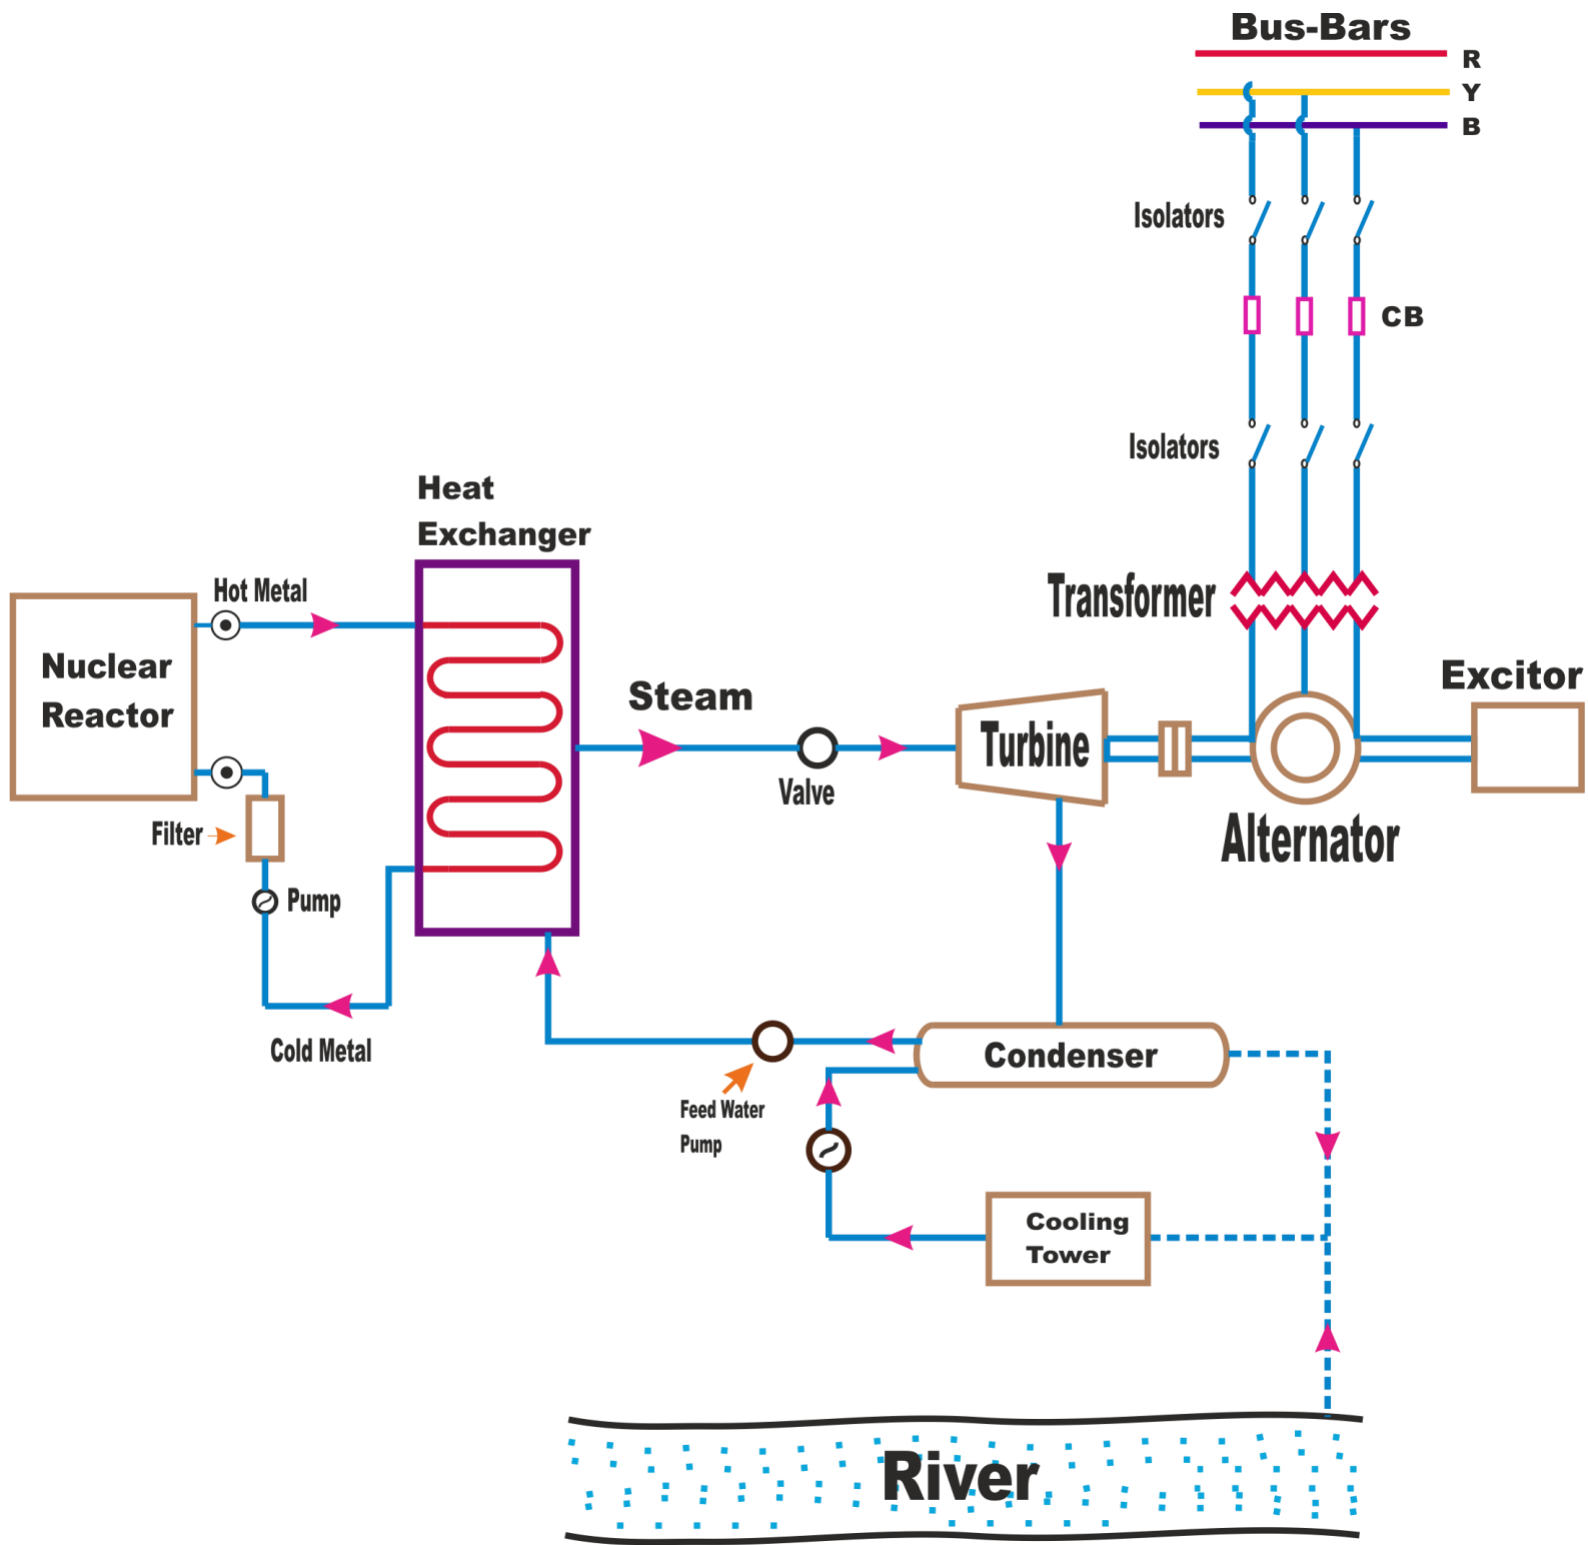 Bus-Bars
R
Y
B
Isolators
CB
Isolators
Heat
Exchanger
Hot Metal
Transformer
Nuclear
Reactor
Steam
Excitor
Turbine
Valve
Filter
Alternator
Pump
Cold Metal
Condenser
Feed Water
Pump
Cooling
Tower
River